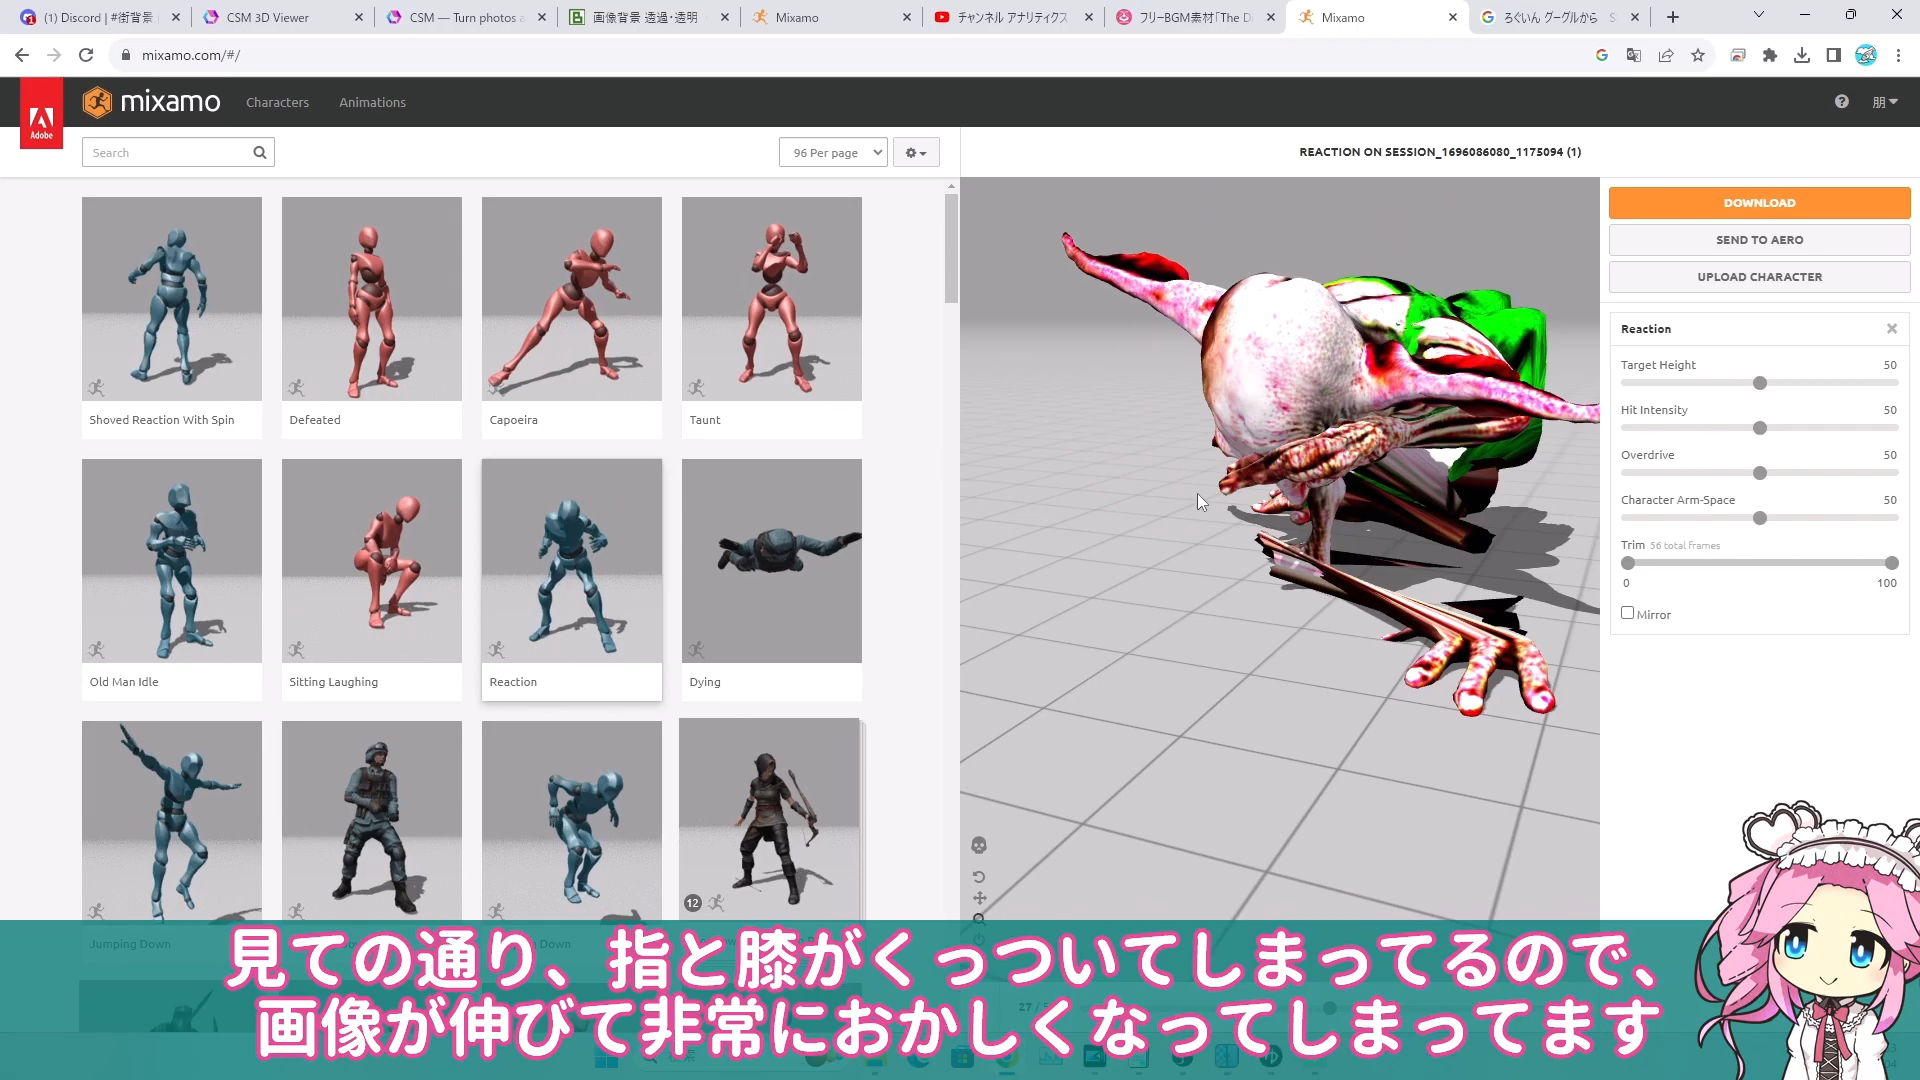 (1) Discord | #街背景
CSM 3D Viewer
CSM — Turn photos a
画像背景 透過・透明
Mixamo
チャンネル アナリティクス
フリーBGM素材「The D
Mixamo
ろぐいん グーグルから
mixamo.com/#/
Adobe
mixamo
Characters
Animations
朋
Search
96 Per page
REACTION ON SESSION_1696086080_1175094 (1)
DOWNLOAD
SEND TO AERO
UPLOAD CHARACTER
Shoved Reaction With Spin
Defeated
Capoeira
Taunt
Reaction
Target Height 50
Hit Intensity 50
Overdrive 50
Character Arm-Space 50
Trim 56 total frames
0 100
Mirror
Old Man Idle
Sitting Laughing
Reaction
Dying
12
Jumping Down
Down
見ての通り、指と膝がくっついてしまってるので、
画像が伸びて非常におかしくなってしまってます
27 /